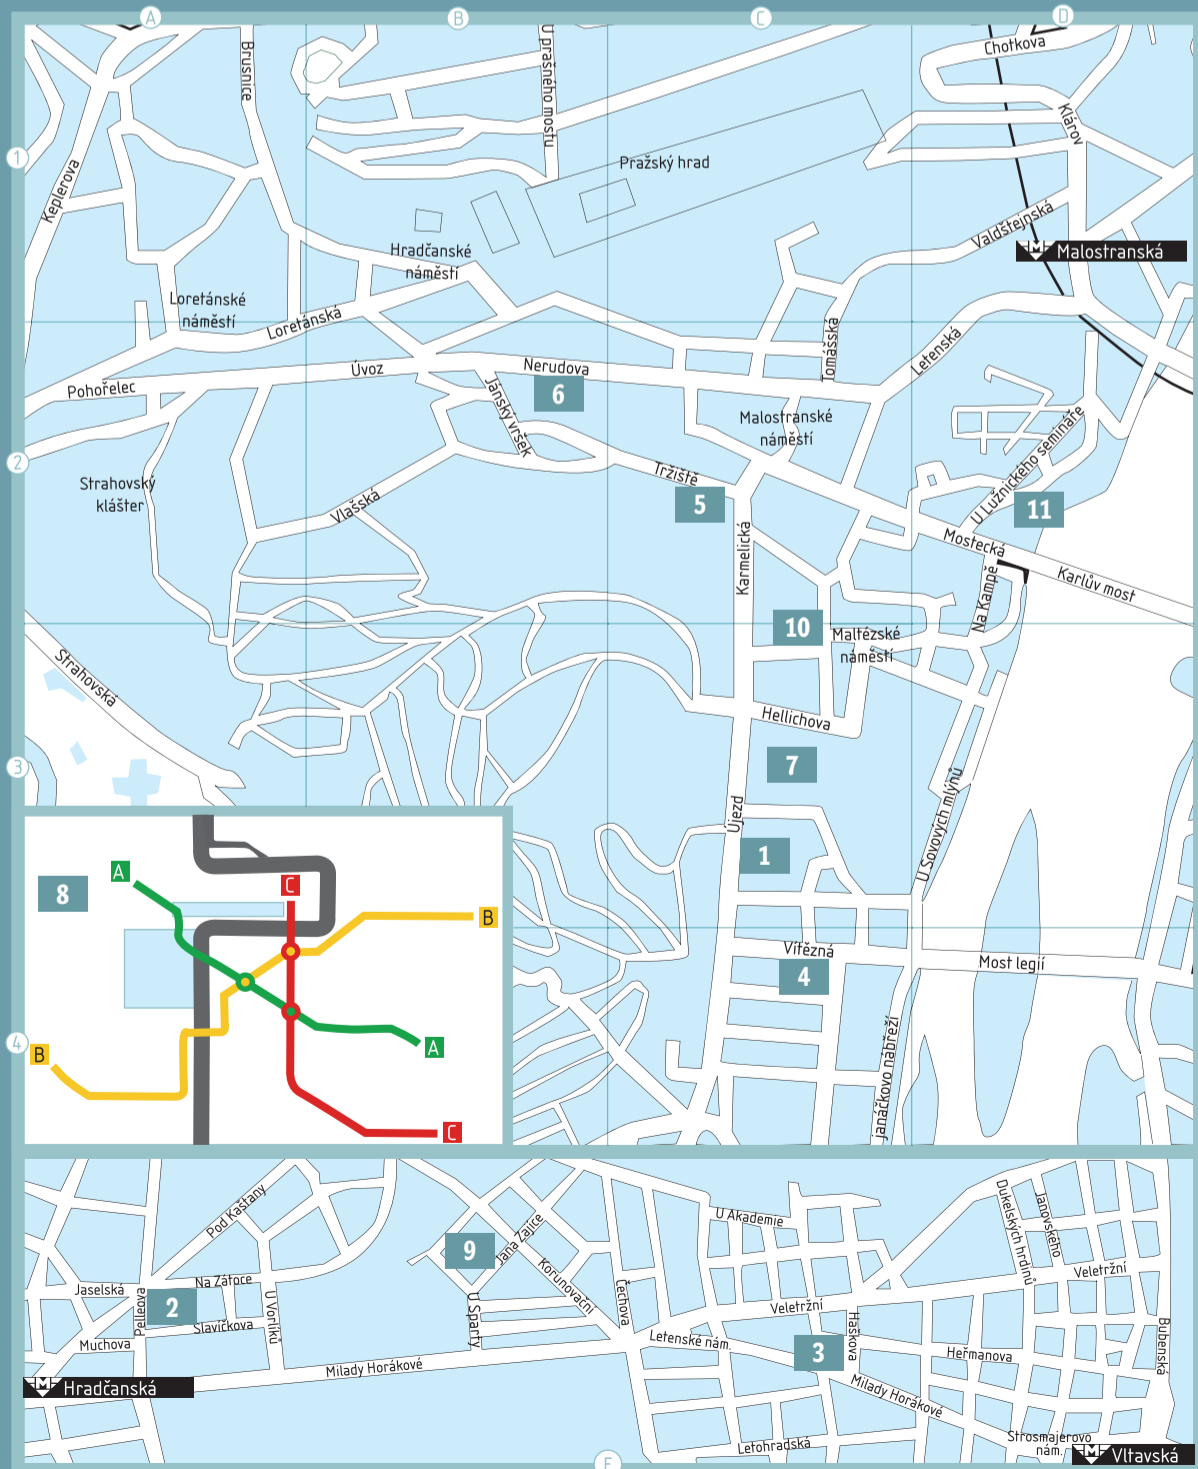 A
B
C
D
Chotkova
Brusnice
U prašného mostu
Klárov
1
Pražský hrad
Keplerova
Valdštejnská
Hradčanské
náměstí
Malostranská
Loretánské
náměstí
Loretánská
Tomášská
Letenská
Úvoz
Nerudova
Pohořelec
6
Jánský vršek
Malostranské
náměstí
U Lužnického semináře
2
Tržiště
Strahovský
klášter
Vlašská
5
11
Mostecká
Karmelická
Karlův most
Na Kampě
10
Maltézské
náměstí
Strahovská
Hellichova
3
7
Újezd
U Sovových mlýnů
1
A
8
C
B
Vítězná
Most legií
4
4
B
A
janáčkovo nábřeží
C
Pod Kaštany
U Akademie
Dukelských hrdinů
Janovského
9
Jana Zajíce
Korunovační
Na Zátoce
Veletržní
Jaselská
Pelleova
2
U Vorlíků
U Sparty
Čechova
Veletržní
Slavíčkova
Muchova
Letenské nám.
Haškova
Bubenská
3
Heřmanova
Milady Horákové
Hradčanská
Milady Horákové
Letohradská
Strosmajerovo
nám.
Vltavská
E